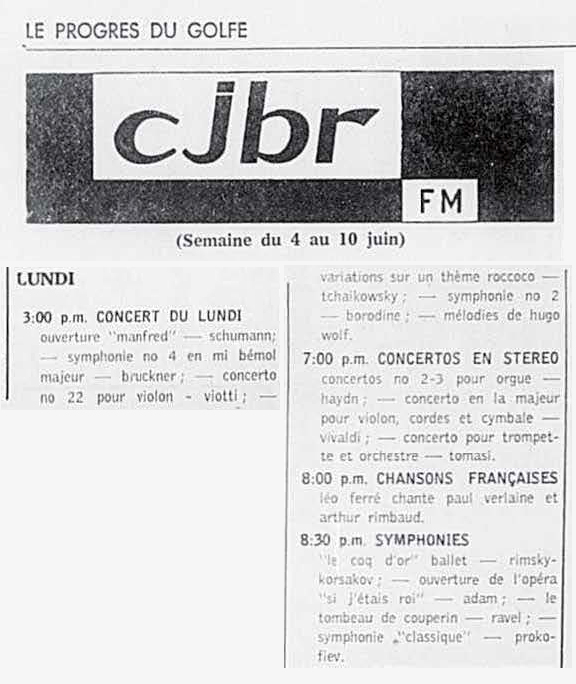 LE PROGRES DU GOLFE
cjbr
FM
(Semaine du 4 au 10 juin)
LUNDI
3:00 p.m. CONCERT DU LUNDI
ouverture "manfred" — schumann;
— symphonie no 4 en mi bémol
majeur — bruckner; — concerto
no 22 pour violon - viotti; —
variations sur un thème roccoco —
tchaikowsky; — symphonie no 2
— borodine; — mélodies de hugo
wolf.
7:00 p.m. CONCERTOS EN STEREO
concertos no 2-3 pour orgue —
haydn; — concerto en la majeur
pour violon, cordes et cymbale —
vivaldi; — concerto pour trompet-
te et orchestre — tomasi.
8:00 p.m. CHANSONS FRANÇAISES
léo ferré chante paul verlaine et
arthur rimbaud.
8:30 p.m. SYMPHONIES
"le coq d'or" ballet — rimsky-
korsakov; — ouverture de l'opéra
"si j'étais roi" — adam; — le
tombeau de couperin — ravel; —
symphonie "classique" — proko-
fiev.